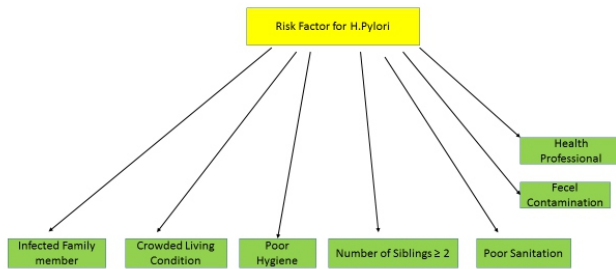 Risk Factor for H.Pylori
Health
Professional
Fecel
Contamination
Infected Family
member
Crowded Living
Condition
Poor
Hygiene
Number of Siblings ≥ 2
Poor Sanitation